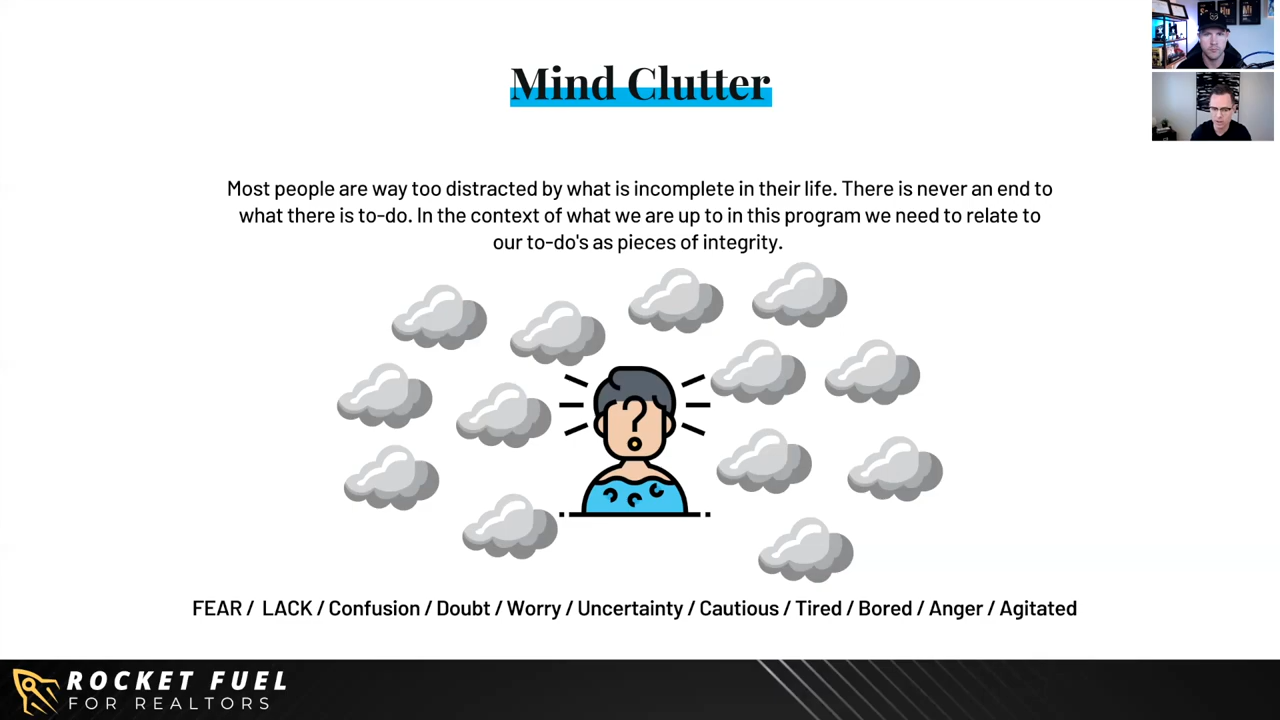 Mind Clutter
Most people are way too distracted by what is incomplete in their life. There is never an end to
what there is to-do. In the context of what we are up to in this program we need to relate to
our to-do's as pieces of integrity.
?
FEAR / LACK / Confusion / Doubt / Worry / Uncertainty / Cautious / Tired / Bored / Anger / Agitated
ROCKET FUEL
FOR REALTORS